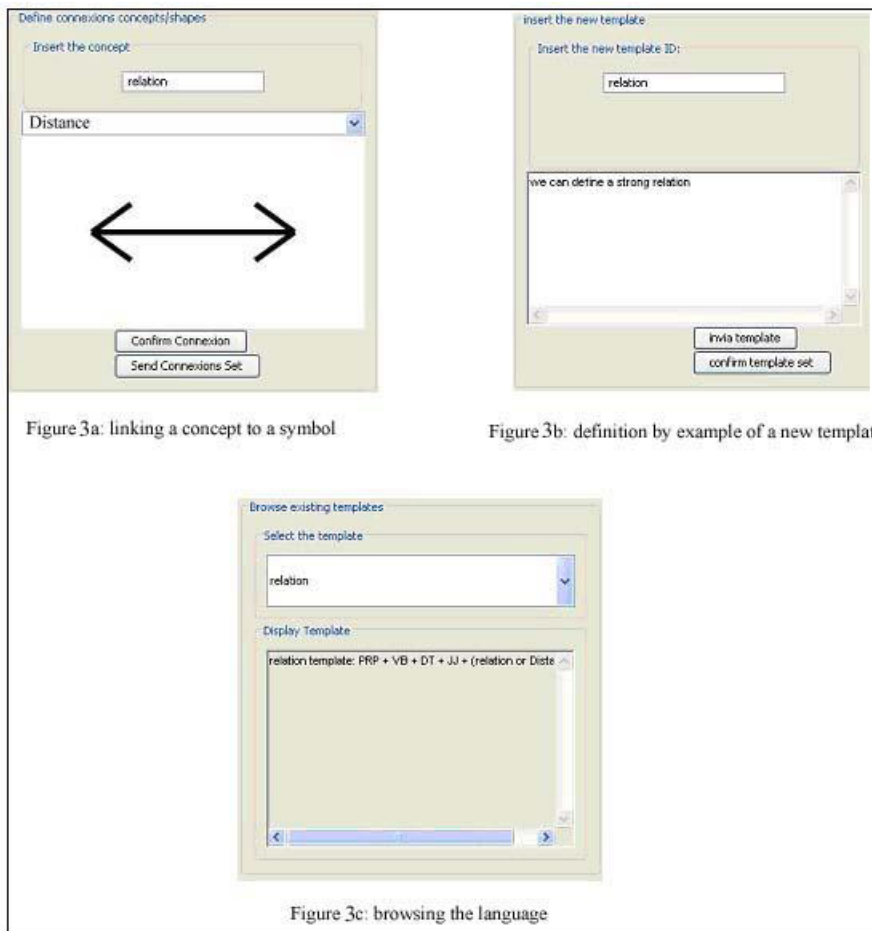 Define connexions concepts/shapes
Insert the concept
relation
Distance
Confirm Connexion
Send Connexions Set
Figure 3a: linking a concept to a symbol
insert the new template
Insert the new template ID:
relation
we can define a strong relation
invia template
confirm template set
Figure 3b: definition by example of a new templat
Browse existing templates
Select the template
relation
Display Template
relation template: PRP + VB + DT + JJ + (relation or Dista
Figure 3c: browsing the language